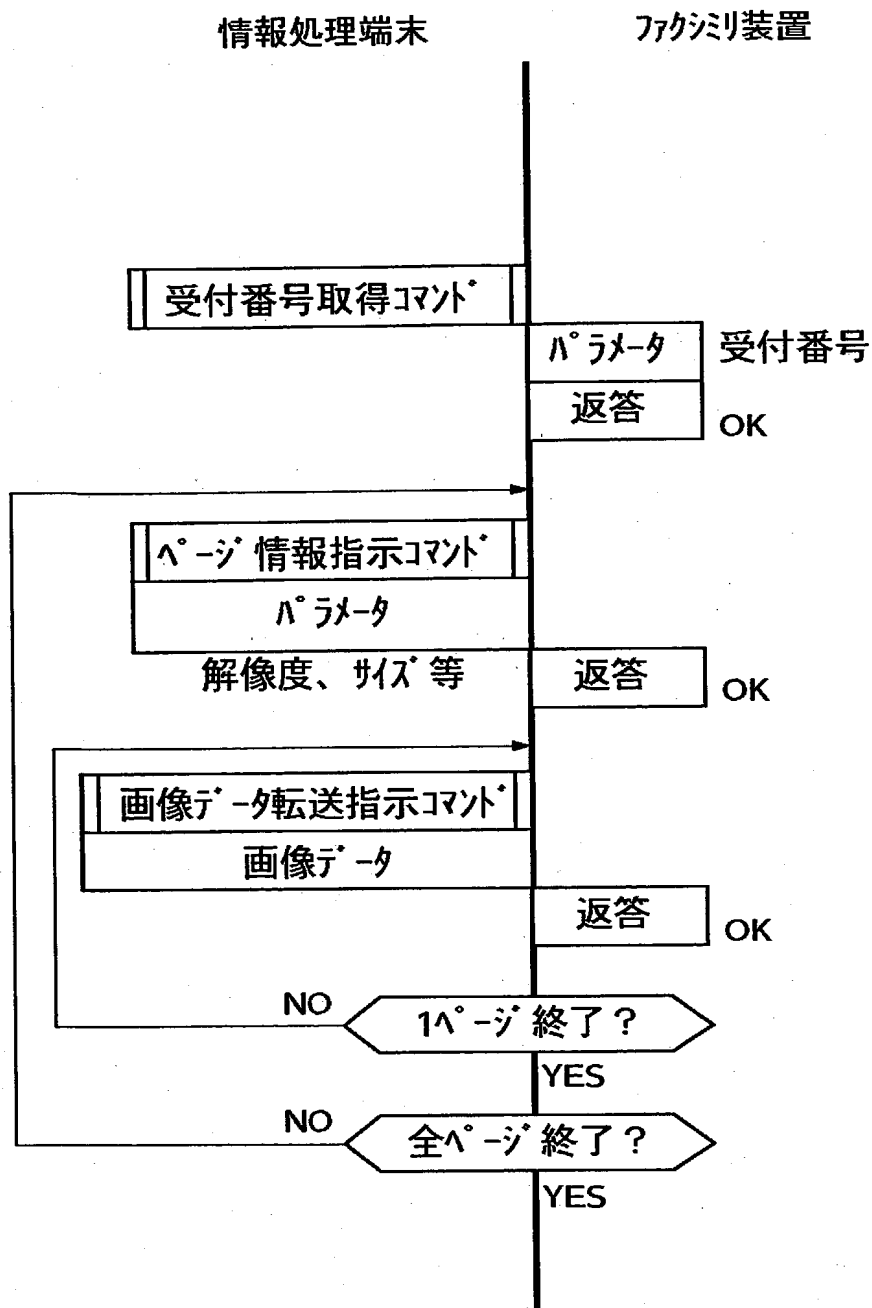 情報処理端末
ﾌｧｸｼﾐﾘ装置
受付番号取得ｺﾏﾝﾄﾞ
ﾊﾟﾗﾒｰﾀ
受付番号
返答
OK
ﾍﾟｰｼﾞ情報指示ｺﾏﾝﾄﾞ
ﾊﾟﾗﾒｰﾀ
解像度、ｻｲｽﾞ等
返答
OK
画像ﾃﾞｰﾀ転送指示ｺﾏﾝﾄﾞ
画像ﾃﾞｰﾀ
返答
OK
NO
1ﾍﾟｰｼﾞ終了？
YES
NO
全ﾍﾟｰｼﾞ終了？
YES